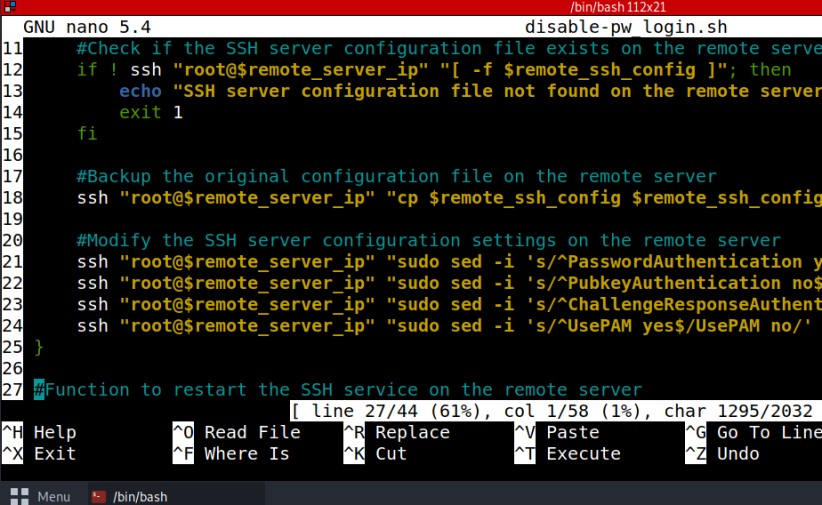 /bin/bash 112x21
GNU nano 5.4 disable-pw_login.sh
11 #Check if the SSH server configuration file exists on the remote serve
12 if ! ssh "root@$remote_server_ip" "[ -f $remote_ssh_config ]"; then
13 echo "SSH server configuration file not found on the remote server
14 exit 1
15 fi
16
17 #Backup the original configuration file on the remote server
18 ssh "root@$remote_server_ip" "cp $remote_ssh_config $remote_ssh_config
19
20 #Modify the SSH server configuration settings on the remote server
21 ssh "root@$remote_server_ip" "sudo sed -i 's/^PasswordAuthentication y
22 ssh "root@$remote_server_ip" "sudo sed -i 's/^PubkeyAuthentication no$
23 ssh "root@$remote_server_ip" "sudo sed -i 's/^ChallengeResponseAuthent
24 ssh "root@$remote_server_ip" "sudo sed -i 's/^UsePAM yes$/UsePAM no/'
25 }
26
27 #Function to restart the SSH service on the remote server
[ line 27/44 (61%), col 1/58 (1%), char 1295/2032
^H Help ^O Read File ^R Replace ^V Paste ^G Go To Line
^X Exit ^F Where Is ^K Cut ^T Execute ^Z Undo
Menu /bin/bash